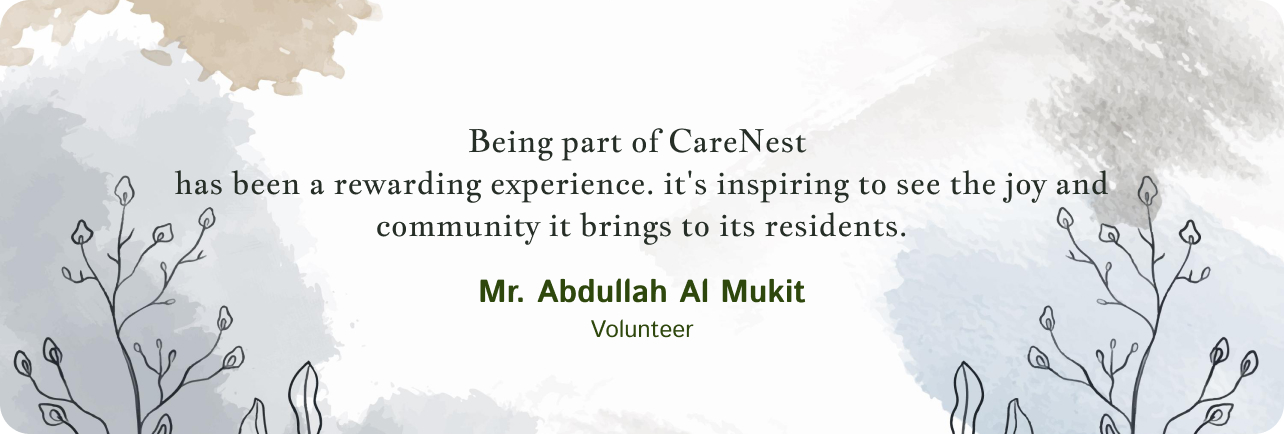 Being part of CareNest
has been a rewarding experience. it's inspiring to see the joy and
community it brings to its residents.
Mr. Abdullah Al Mukit
Volunteer